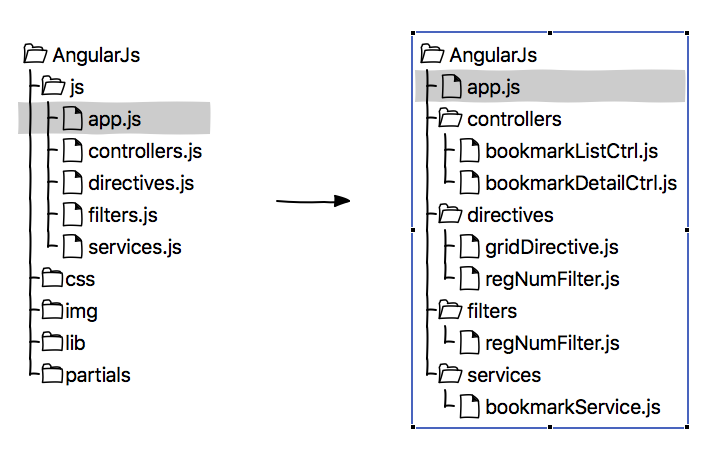 AngularJs
js
app.js
controllers.js
directives.js
filters.js
services.js
css
img
lib
partials
AngularJs
app.js
controllers
bookmarkListCtrl.js
bookmarkDetailCtrl.js
directives
gridDirective.js
regNumFilter.js
filters
regNumFilter.js
services
bookmarkService.js